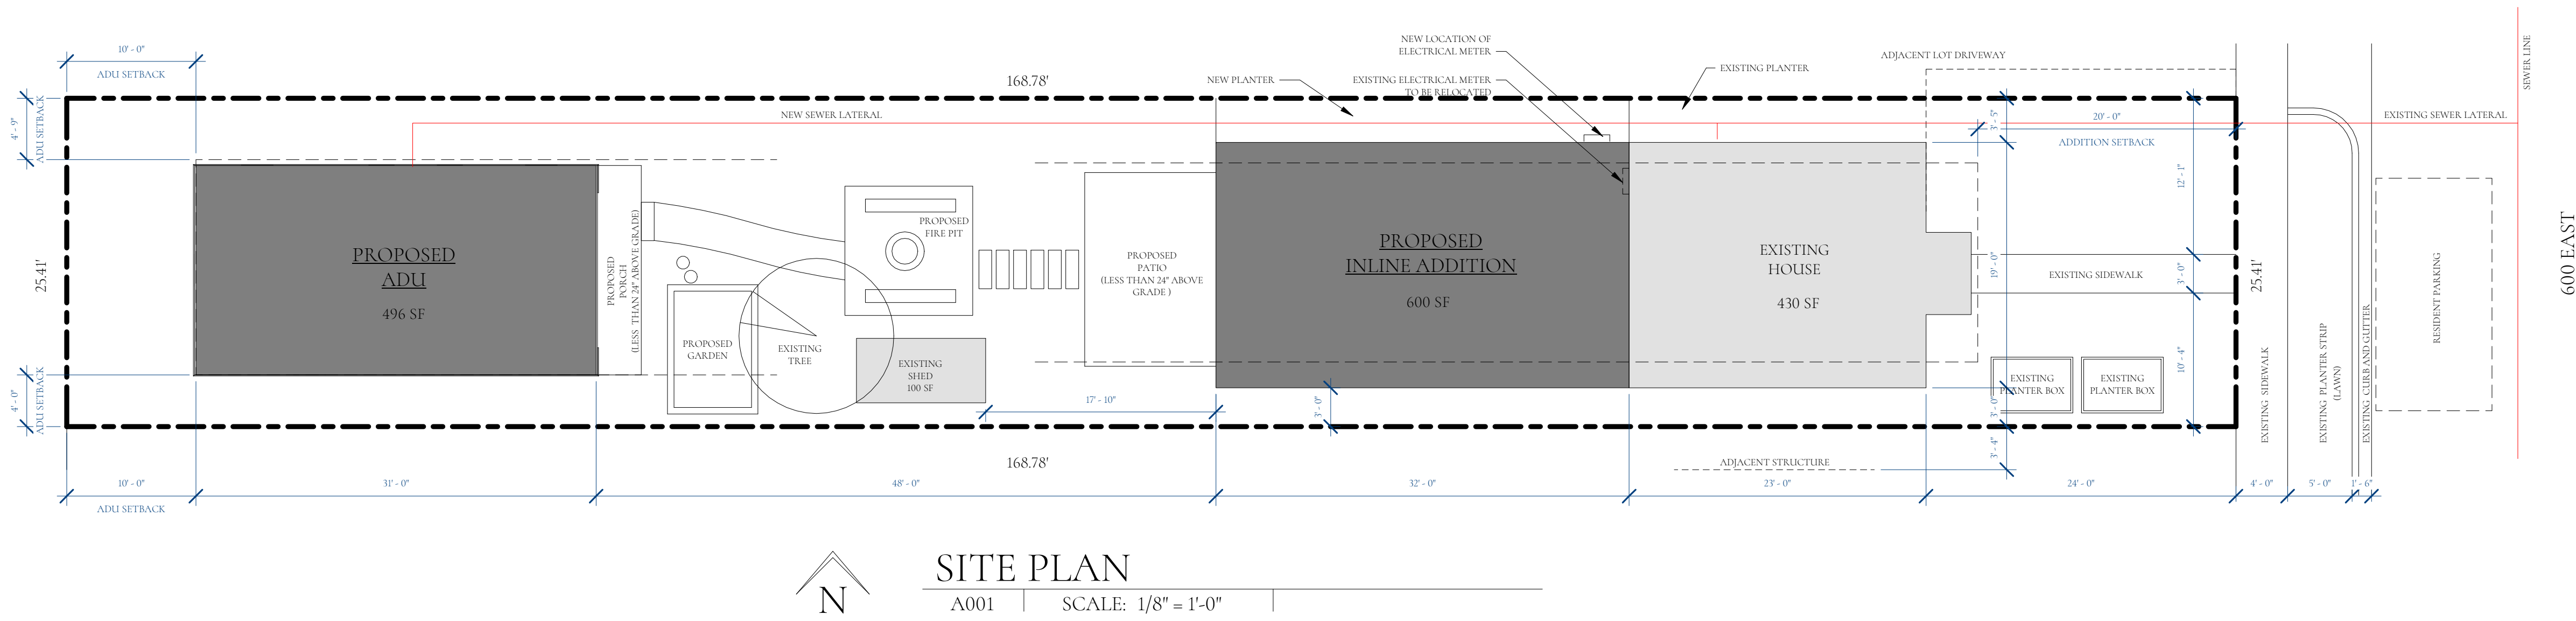 NEW LOCATION OF
ELECTRICAL METER
ADJACENT LOT DRIVEWAY
SEWER LINE
10' - 0"
ADU SETBACK
168.78'
NEW PLANTER
EXISTING ELECTRICAL METER
TO BE RELOCATED
EXISTING PLANTER
4' - 9"
ADU SETBACK
NEW SEWER LATERAL
3' - 5"
20' - 0"
ADDITION SETBACK
EXISTING SEWER LATERAL
12' - 1"
25.41'
PROPOSED
ADU
496 SF
PROPOSED
PORCH
(LESS THAN 24" ABOVE GRADE)
PROPOSED
FIRE PIT
PROPOSED
PATIO
(LESS THAN 24" ABOVE
GRADE )
PROPOSED
INLINE ADDITION
600 SF
EXISTING
HOUSE
430 SF
19' - 0"
EXISTING SIDEWALK
3' - 0"
25.41'
600 EAST
RESIDENT PARKING
PROPOSED
GARDEN
EXISTING
TREE
EXISTING
SHED
100 SF
EXISTING
PLANTER BOX
EXISTING
PLANTER BOX
10' - 4"
EXISTING SIDEWALK
EXISTING PLANTER STRIP
(LAWN)
EXISTING CURB AND GUTTER
4' - 0"
ADU SETBACK
17' - 10"
3' - 0"
3' - 0"
3' - 4"
168.78'
ADJACENT STRUCTURE
10' - 0"
ADU SETBACK
31' - 0"
48' - 0"
32' - 0"
23' - 0"
24' - 0"
4' - 0"
5' - 0"
1' - 6"
N
SITE PLAN
A001
SCALE: 1/8" = 1'-0"